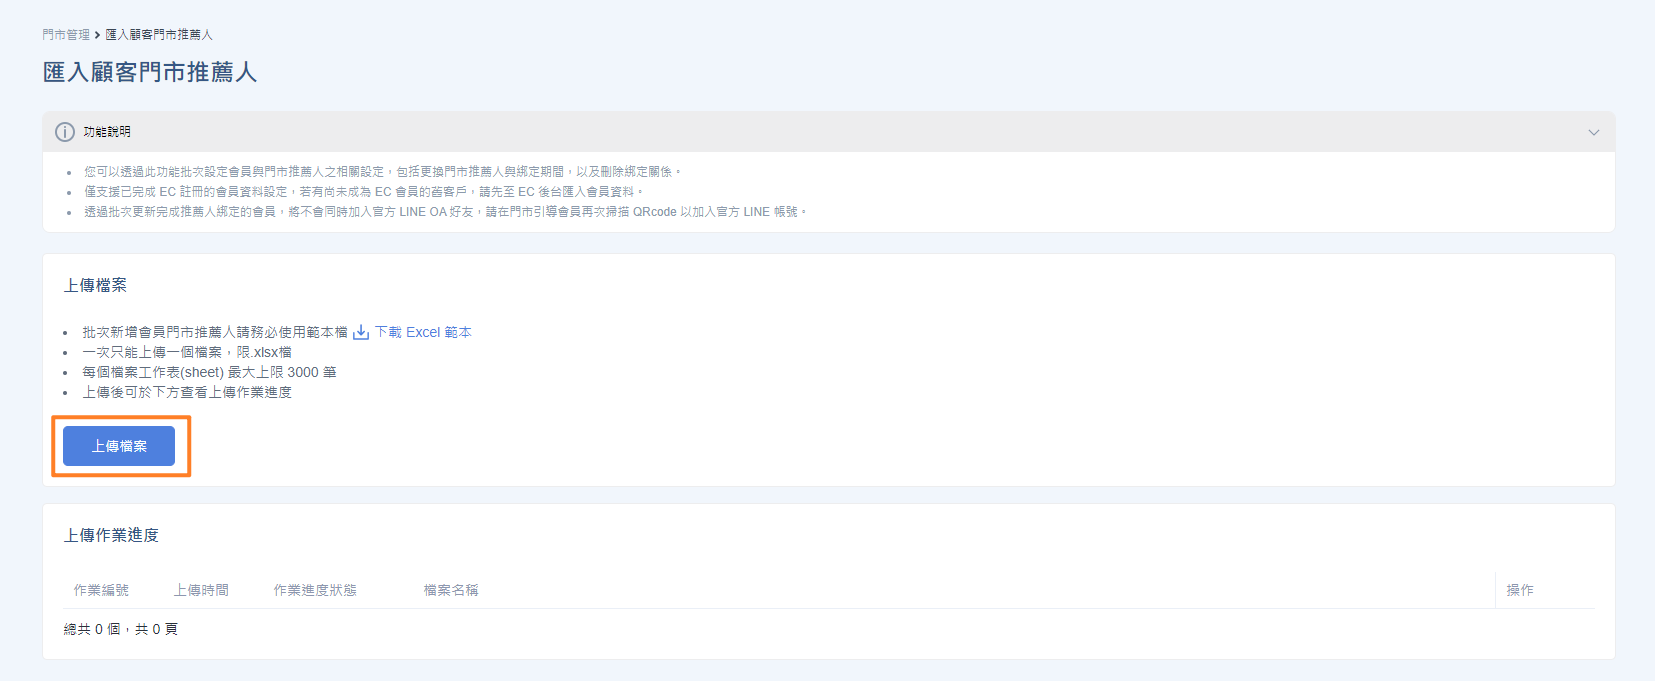 門市管理 > 匯入顧客門市推薦人
匯入顧客門市推薦人
功能說明
您可以透過此功能批次設定會員與門市推薦人之相關設定，包括更換門市推薦人與綁定期間，以及刪除綁定關係。
僅支援已完成 EC 註冊的會員資料設定，若有尚未成為 EC 會員的舊客戶，請先至 EC 後台匯入會員資料。
透過批次更新完成推薦人綁定的會員，將不會同時加入官方 LINE OA 好友，請在門市引導會員再次掃描 QRcode 以加入官方 LINE 帳號。
上傳檔案
批次新增會員門市推薦人請務必使用範本檔 下載 Excel 範本
一次只能上傳一個檔案，限.xlsx檔
每個檔案工作表(sheet) 最大上限 3000 筆
上傳後可於下方查看上傳作業進度
上傳檔案
上傳作業進度
作業編號 上傳時間 作業進度狀態 檔案名稱 操作
總共 0 個，共 0 頁